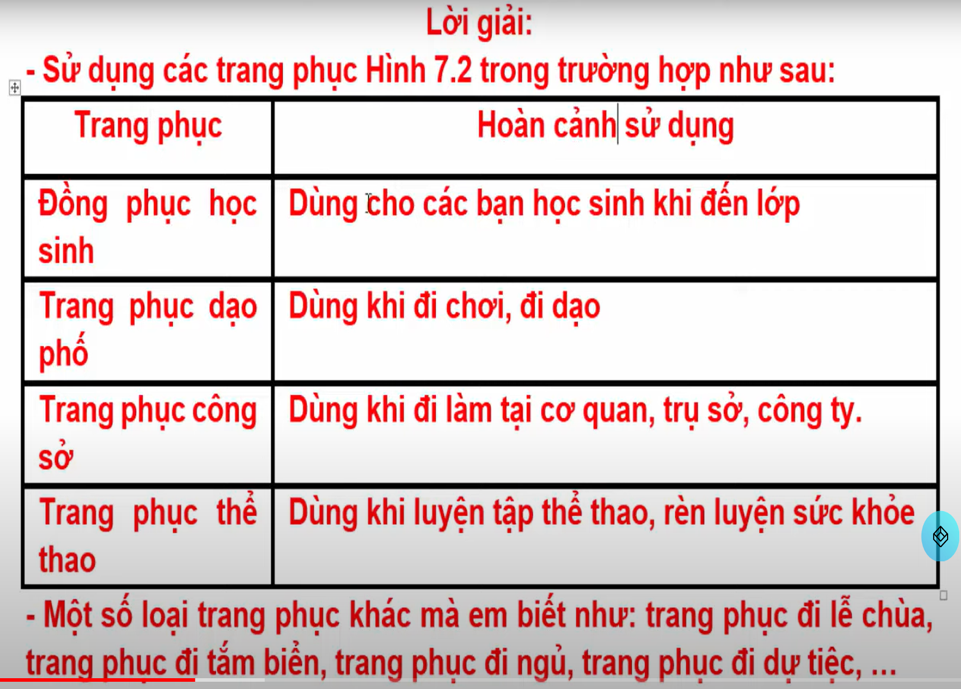 Lời giải:
- Sử dụng các trang phục Hình 7.2 trong trường hợp như sau:
Trang phục
Hoàn cảnh sử dụng
Đồng phục học
sinh
Dùng cho các bạn học sinh khi đến lớp
Trang phục dạo
phố
Dùng khi đi chơi, đi dạo
Trang phục công
sở
Dùng khi đi làm tại cơ quan, trụ sở, công ty.
Trang phục thể
thao
Dùng khi luyện tập thể thao, rèn luyện sức khỏe
- Một số loại trang phục khác mà em biết như: trang phục đi lễ chùa,
trang phục đi tắm biển, trang phục đi ngủ, trang phục đi dự tiệc, ...